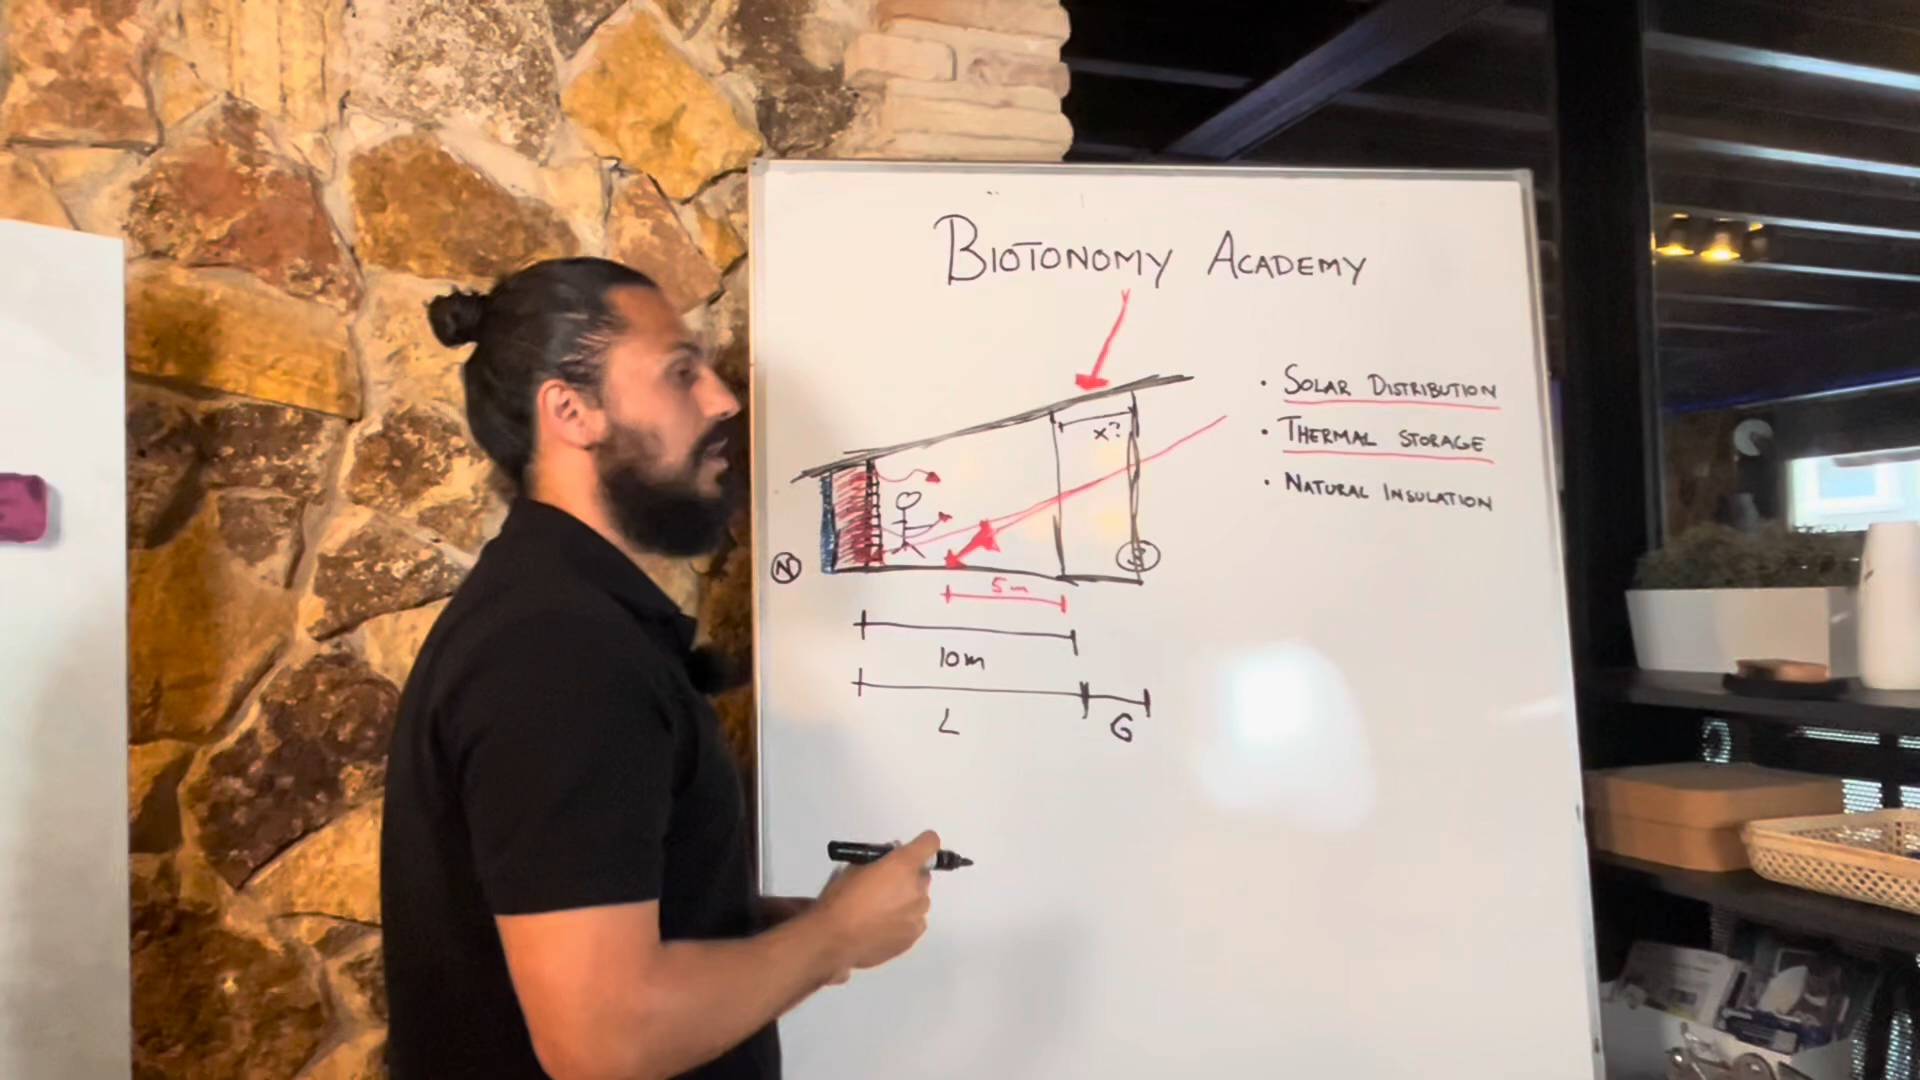 BIOTONOMY ACADEMY
• SOLAR DISTRIBUTION
• THERMAL STORAGE
• NATURAL INSULATION
x?
N
S
5m
10m
L
G